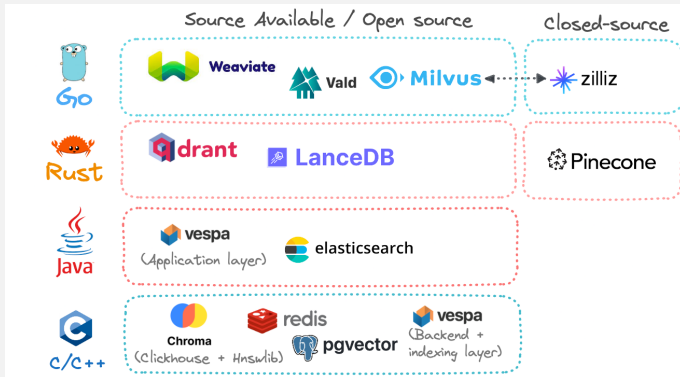 Source Available / Open source
Closed-source
Go
Weaviate
Vald
Milvus
zilliz
Rust
qdrant
LanceDB
Pinecone
Java
vespa
(Application layer)
elasticsearch
C
C/C++
Chroma
(Clickhouse + Hnswlib)
redis
pgvector
vespa
(Backend +
indexing layer)